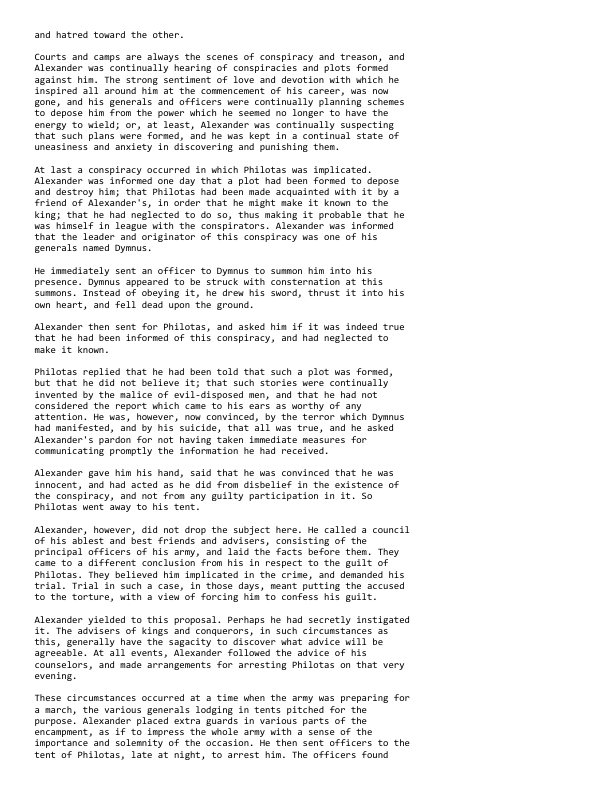 and hatred toward the other.
Courts and camps are always the scenes of conspiracy and treason, and
Alexander was continually hearing of conspiracies and plots formed
against him. The strong sentiment of love and devotion with which he
inspired all around him at the commencement of his career, was now
gone, and his generals and officers were continually planning schemes
to depose him from the power which he seemed no longer to have the
energy to wield; or, at least, Alexander was continually suspecting
that such plans were formed, and he was kept in a continual state of
uneasiness and anxiety in discovering and punishing them.
At last a conspiracy occurred in which Philotas was implicated.
Alexander was informed one day that a plot had been formed to depose
and destroy him; that Philotas had been made acquainted with it by a
friend of Alexander's, in order that he might make it known to the
king; that he had neglected to do so, thus making it probable that he
was himself in league with the conspirators. Alexander was informed
that the leader and originator of this conspiracy was one of his
generals named Dymnus.
He immediately sent an officer to Dymnus to summon him into his
presence. Dymnus appeared to be struck with consternation at this
summons. Instead of obeying it, he drew his sword, thrust it into his
own heart, and fell dead upon the ground.
Alexander then sent for Philotas, and asked him if it was indeed true
that he had been informed of this conspiracy, and had neglected to
make it known.
Philotas replied that he had been told that such a plot was formed,
but that he did not believe it; that such stories were continually
invented by the malice of evil-disposed men, and that he had not
considered the report which came to his ears as worthy of any
attention. He was, however, now convinced, by the terror which Dymnus
had manifested, and by his suicide, that all was true, and he asked
Alexander's pardon for not having taken immediate measures for
communicating promptly the information he had received.
Alexander gave him his hand, said that he was convinced that he was
innocent, and had acted as he did from disbelief in the existence of
the conspiracy, and not from any guilty participation in it. So
Philotas went away to his tent.
Alexander, however, did not drop the subject here. He called a council
of his ablest and best friends and advisers, consisting of the
principal officers of his army, and laid the facts before them. They
came to a different conclusion from his in respect to the guilt of
Philotas. They believed him implicated in the crime, and demanded his
trial. Trial in such a case, in those days, meant putting the accused
to the torture, with a view of forcing him to confess his guilt.
Alexander yielded to this proposal. Perhaps he had secretly instigated
it. The advisers of kings and conquerors, in such circumstances as
this, generally have the sagacity to discover what advice will be
agreeable. At all events, Alexander followed the advice of his
counselors, and made arrangements for arresting Philotas on that very
evening.
These circumstances occurred at a time when the army was preparing for
a march, the various generals lodging in tents pitched for the
purpose. Alexander placed extra guards in various parts of the
encampment, as if to impress the whole army with a sense of the
importance and solemnity of the occasion. He then sent officers to the
tent of Philotas, late at night, to arrest him. The officers found